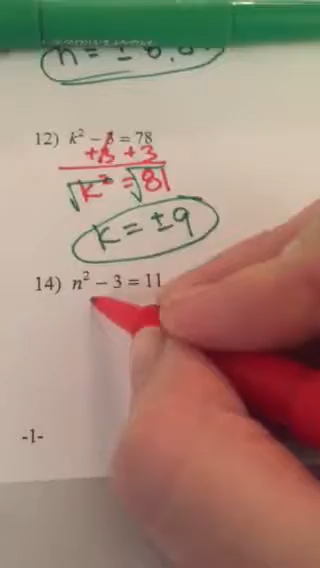 n = ±
12) k² - 3 = 78
+3 +3
√k² = √81
k = ±9
14) n² - 3 = 11
-1-